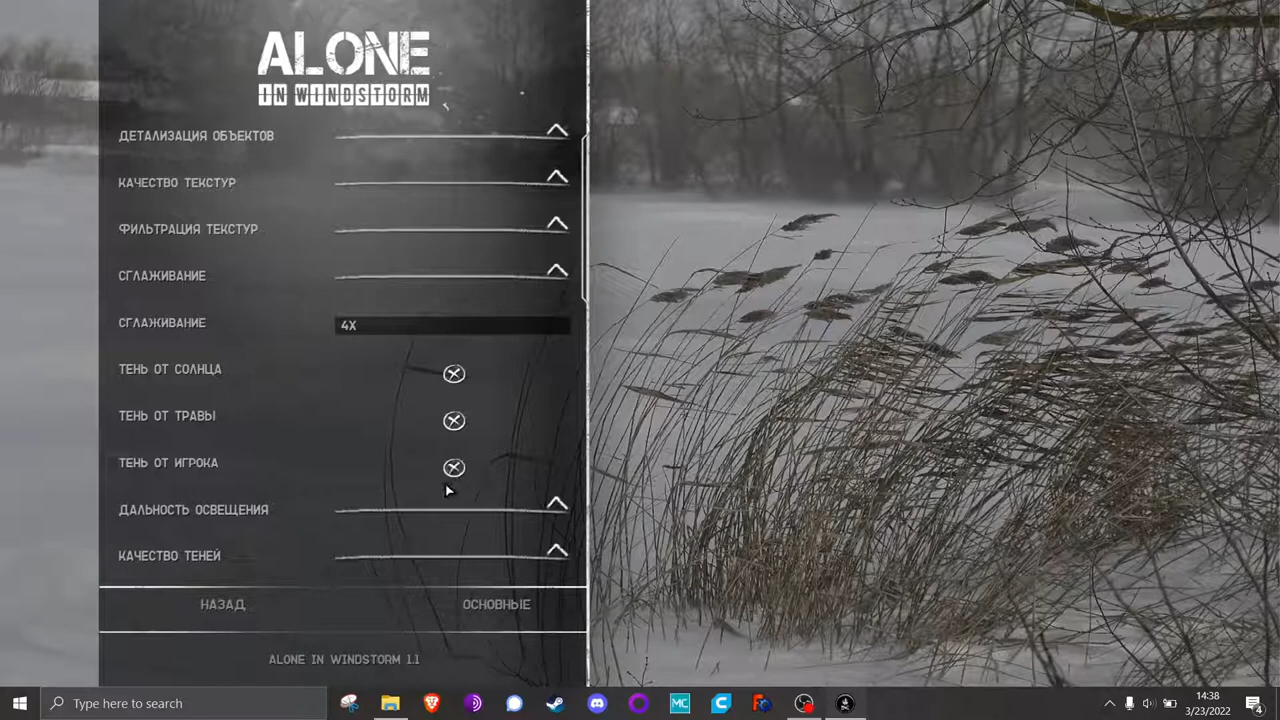 ALONE
IN WINDSTORM
ДЕТАЛИЗАЦИЯ ОБЪЕКТОВ
КАЧЕСТВО ТЕКСТУР
ФИЛЬТРАЦИЯ ТЕКСТУР
СГЛАЖИВАНИЕ
СГЛАЖИВАНИЕ 4X
ТЕНЬ ОТ СОЛНЦА
ТЕНЬ ОТ ТРАВЫ
ТЕНЬ ОТ ИГРОКА
ДАЛЬНОСТЬ ОСВЕЩЕНИЯ
КАЧЕСТВО ТЕНЕЙ
НАЗАД ОСНОВНЫЕ
ALONE IN WINDSTORM 1.1
Type here to search
MC
14:38
3/23/2022
4